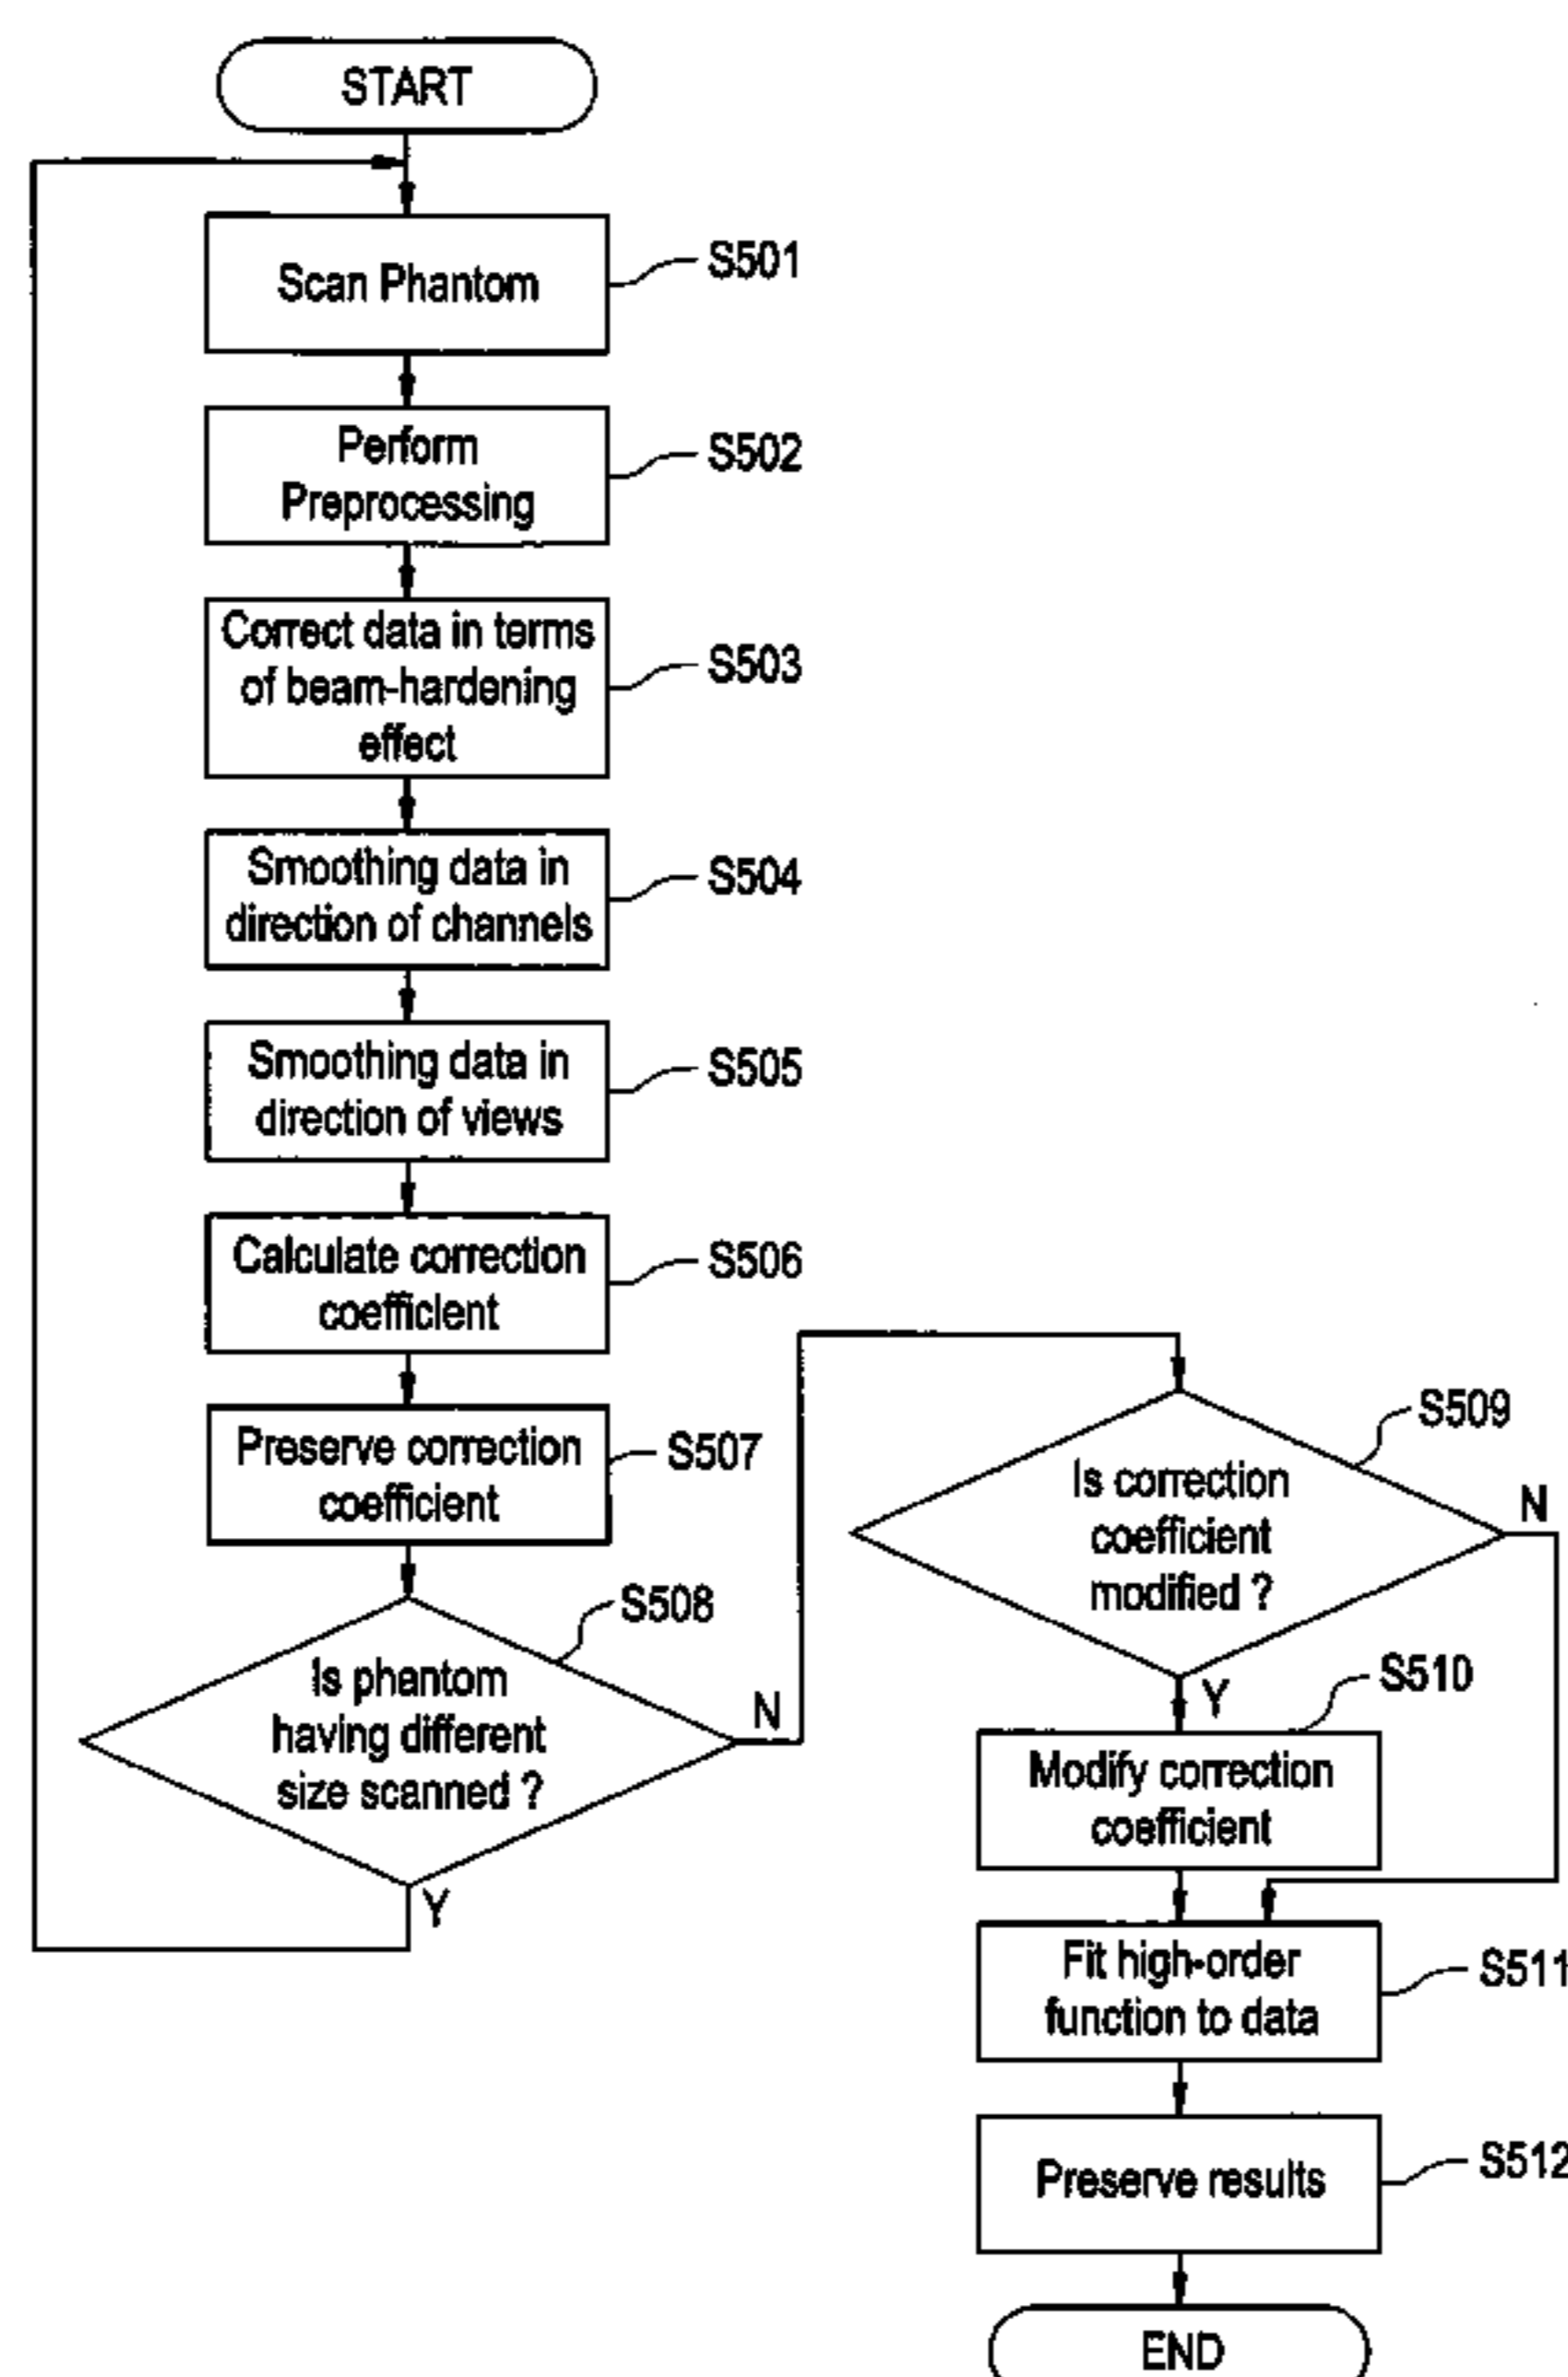 START
Scan Phantom
S501
Perform
Preprocessing
S502
Correct data in terms
of beam-hardening
effect
S503
Smoothing data in
direction of channels
S504
Smoothing data in
direction of views
S505
Calculate correction
coefficient
S506
Preserve correction
coefficient
S507
Is phantom
having different
size scanned ?
S508
N
Y
Is correction
coefficient
modified ?
S509
N
Y
Modify correction
coefficient
S510
Fit high-order
function to data
S511
Preserve results
S512
END